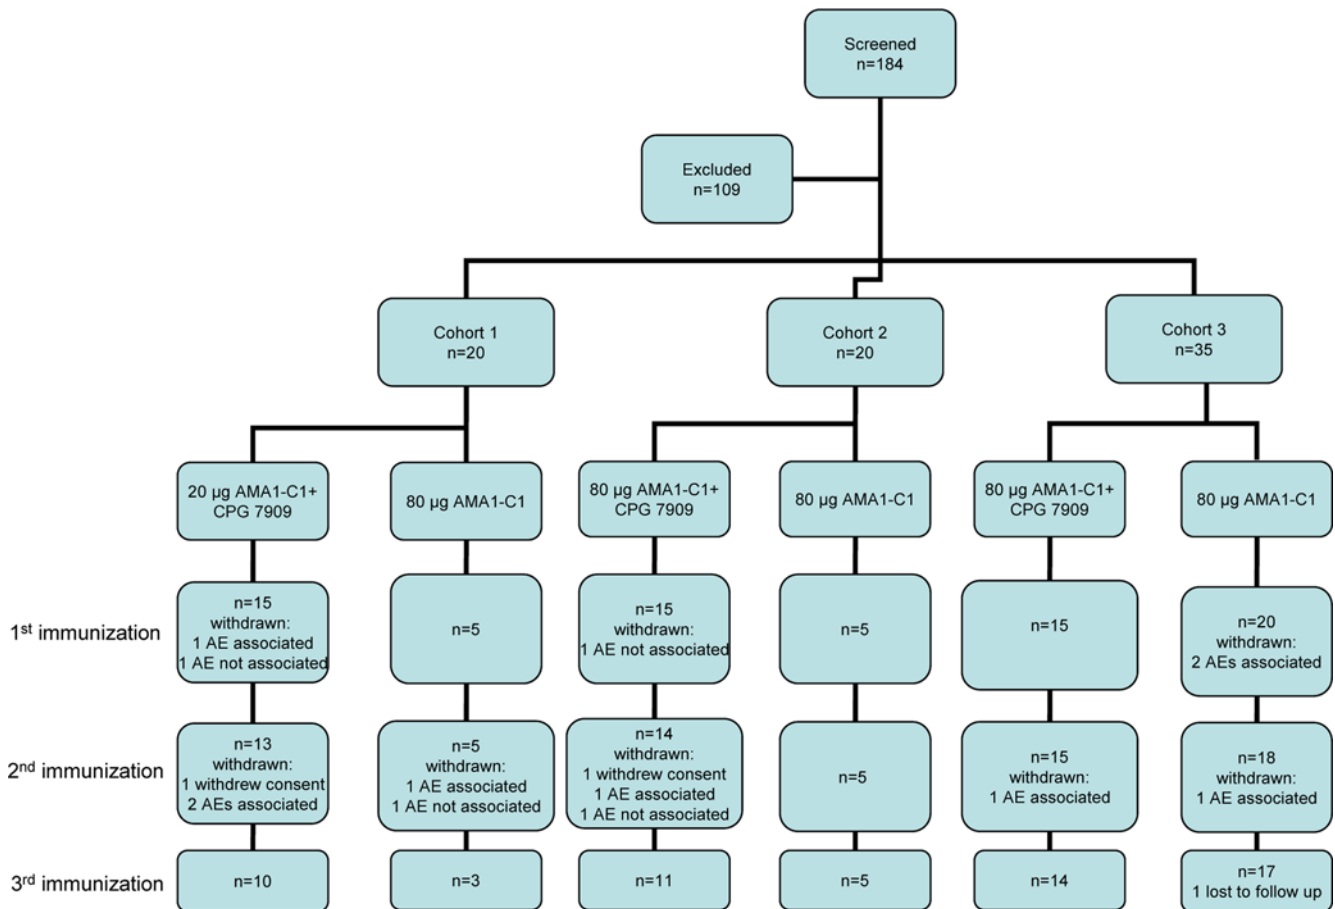 Screened
n=184
Excluded
n=109
Cohort 1
n=20
Cohort 2
n=20
Cohort 3
n=35
20 µg AMA1-C1+
CPG 7909
80 µg AMA1-C1
80 µg AMA1-C1+
CPG 7909
80 µg AMA1-C1
80 µg AMA1-C1+
CPG 7909
80 µg AMA1-C1
1st immunization
n=15
withdrawn:
1 AE associated
1 AE not associated
n=5
n=15
withdrawn:
1 AE not associated
n=5
n=15
n=20
withdrawn:
2 AEs associated
2nd immunization
n=13
withdrawn:
1 withdrew consent
2 AEs associated
n=5
withdrawn:
1 AE associated
1 AE not associated
n=14
withdrawn:
1 withdrew consent
1 AE associated
1 AE not associated
n=5
n=15
withdrawn:
1 AE associated
n=18
withdrawn:
1 AE associated
3rd immunization
n=10
n=3
n=11
n=5
n=14
n=17
1 lost to follow up